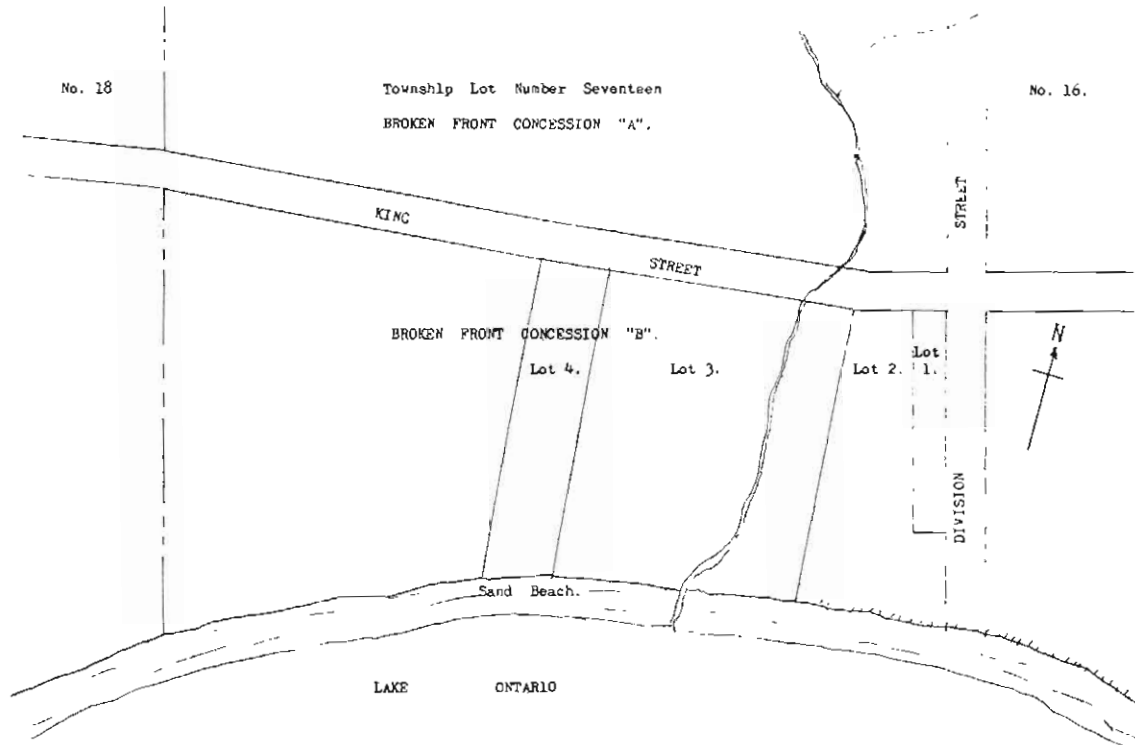 No. 18
Township Lot Number Seventeen
BROKEN FRONT CONCESSION "A".
No. 16.
KING STREET
STREET
DIVISION
BROKEN FRONT CONCESSION "B".
Lot 4.
Lot 3.
Lot 2.
Lot
1.
N
Sand Beach.
LAKE ONTARIO